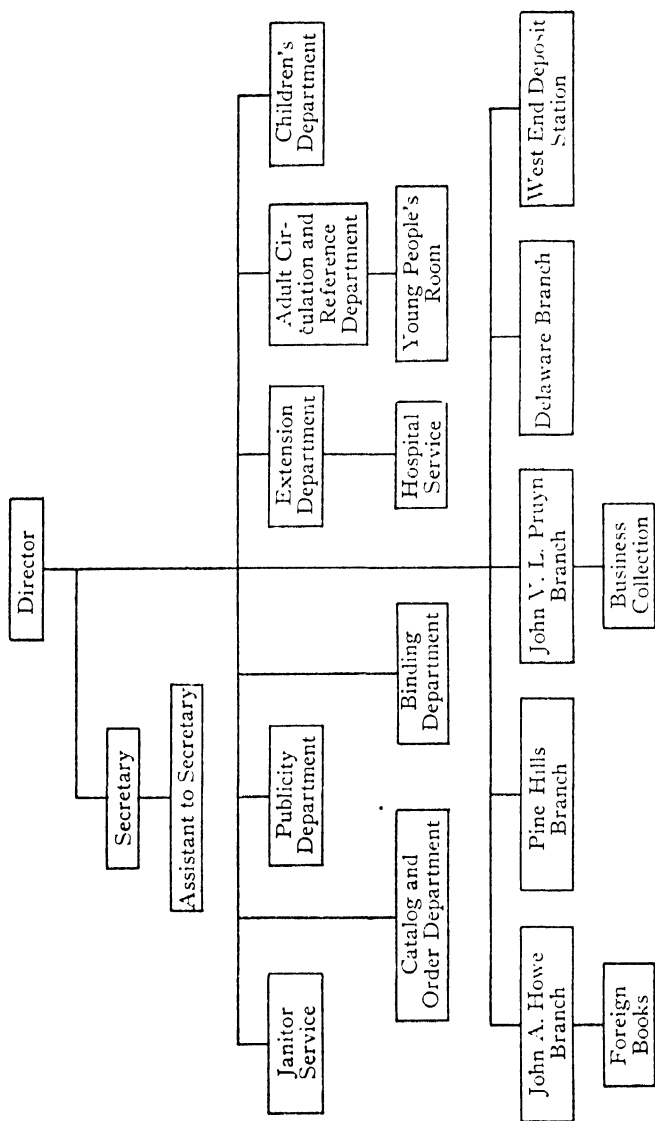 Director
Secretary
Assistant to Secretary
Janitor
Service
Publicity
Department
Extension
Department
Adult Cir-
culation and
Reference
Department
Children's
Department
Catalog and
Order Department
Binding
Department
Hospital
Service
Young People's
Room
John A. Howe
Branch
Pine Hills
Branch
John V. L. Pruyn
Branch
Delaware Branch
West End Deposit
Station
Foreign
Books
Business
Collection